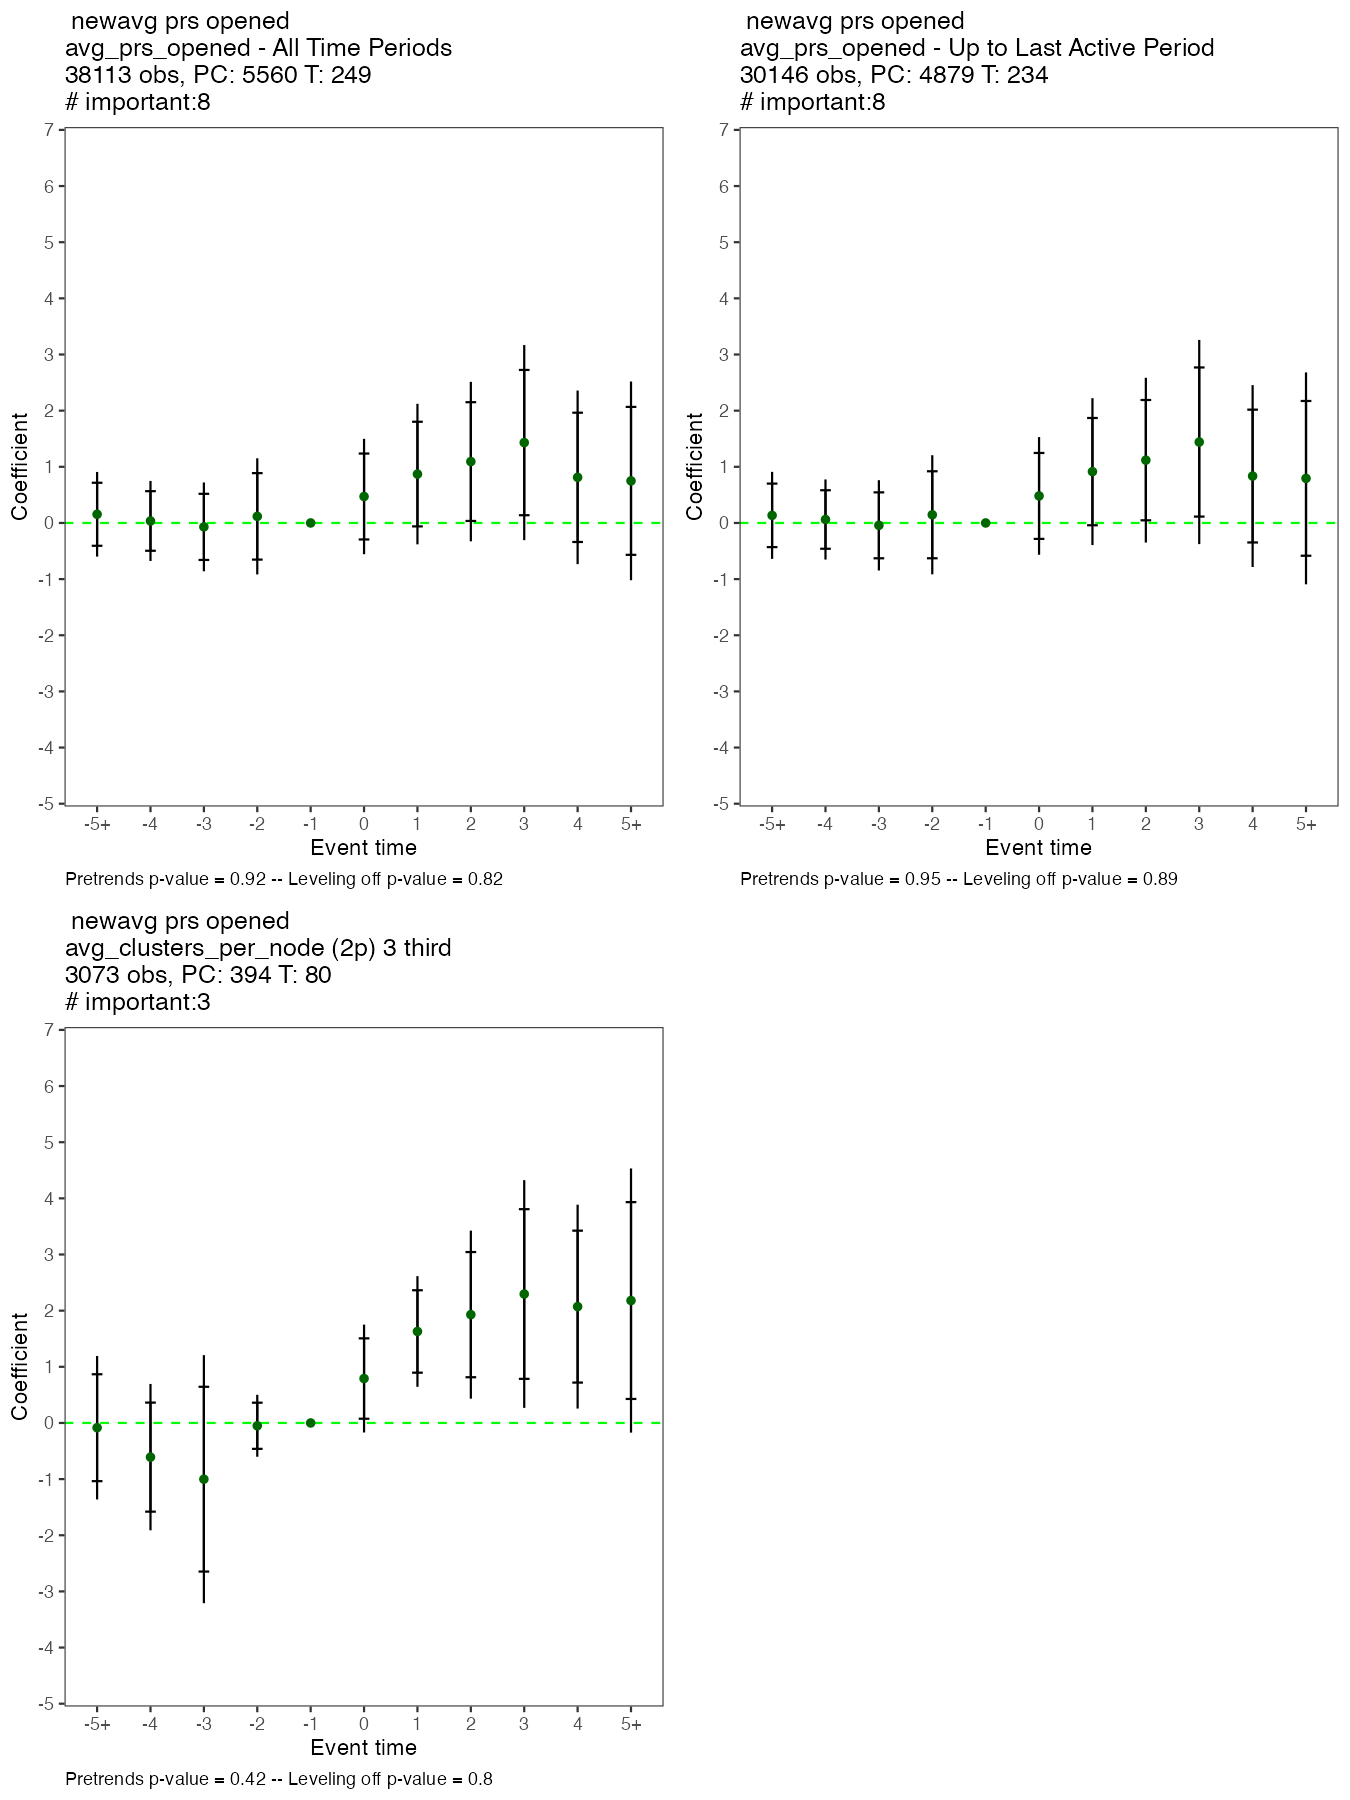 newavg prs opened
avg_prs_opened - All Time Periods
38113 obs, PC: 5560 T: 249
# important:8
7
6
5
4
3
2
1
0
-1
-2
-3
-4
-5
Coefficient
-5+ -4 -3 -2 -1 0 1 2 3 4 5+
Event time
Pretrends p-value = 0.92 -- Leveling off p-value = 0.82
newavg prs opened
avg_prs_opened - Up to Last Active Period
30146 obs, PC: 4879 T: 234
# important:8
7
6
5
4
3
2
1
0
-1
-2
-3
-4
-5
Coefficient
-5+ -4 -3 -2 -1 0 1 2 3 4 5+
Event time
Pretrends p-value = 0.95 -- Leveling off p-value = 0.89
newavg prs opened
avg_clusters_per_node (2p) 3 third
3073 obs, PC: 394 T: 80
# important:3
7
6
5
4
3
2
1
0
-1
-2
-3
-4
-5
Coefficient
-5+ -4 -3 -2 -1 0 1 2 3 4 5+
Event time
Pretrends p-value = 0.42 -- Leveling off p-value = 0.8